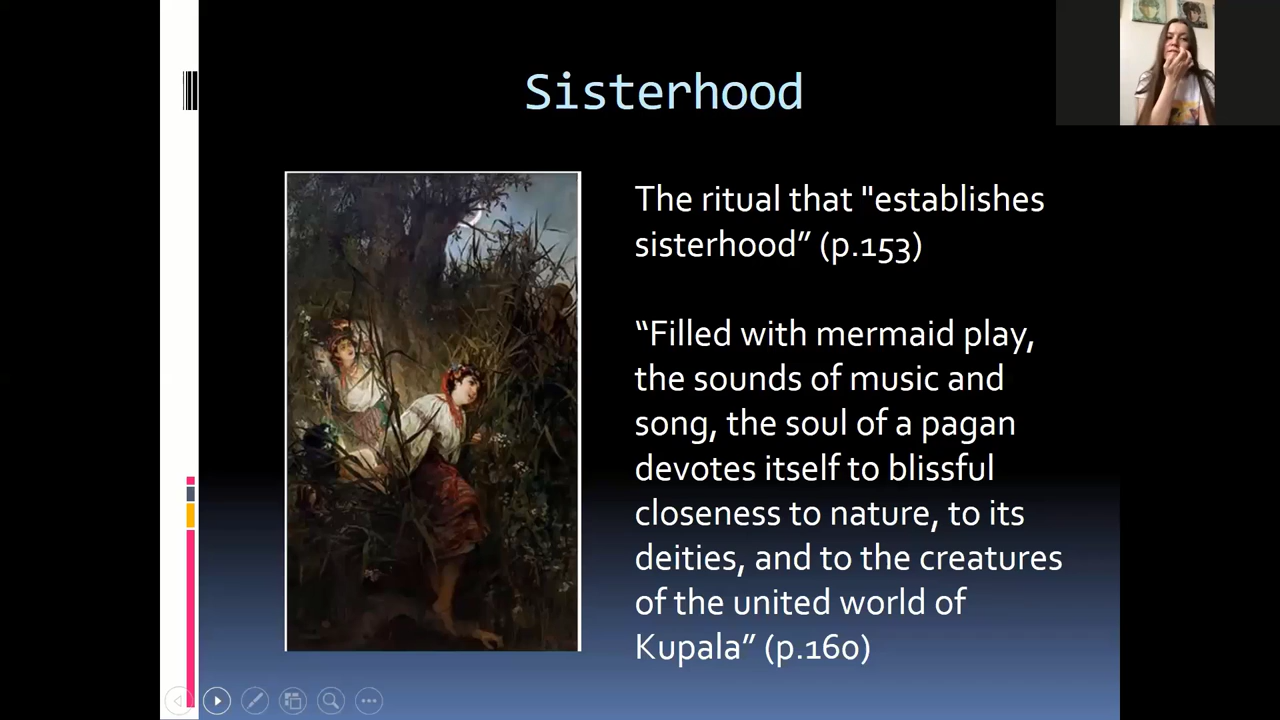 Sisterhood
The ritual that "establishes
sisterhood” (p.153)
“Filled with mermaid play,
the sounds of music and
song, the soul of a pagan
devotes itself to blissful
closeness to nature, to its
deities, and to the creatures
of the united world of
Kupala” (p.160)